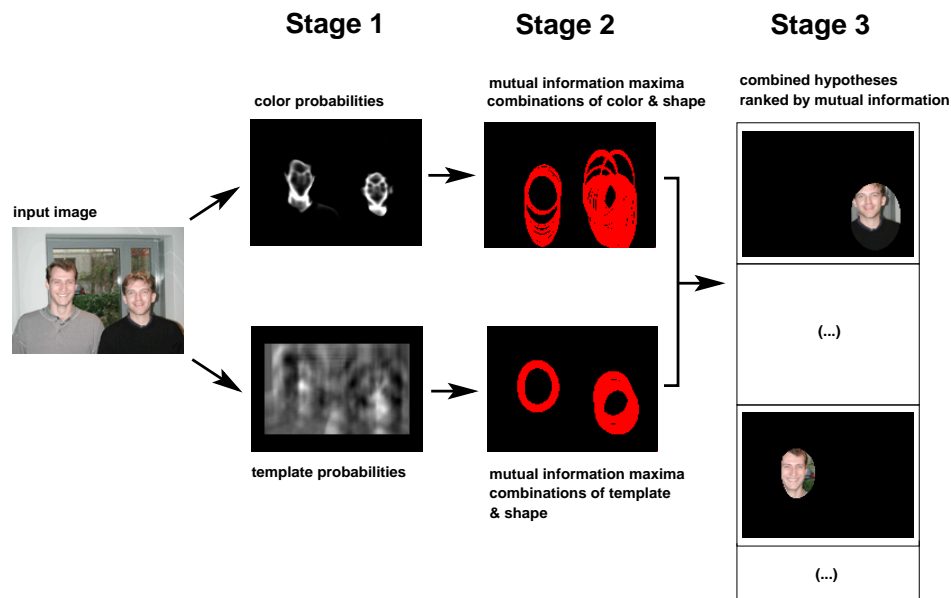 Stage 1
Stage 2
Stage 3
input image
color probabilities
template probabilities
mutual information maxima
combinations of color & shape
mutual information maxima
combinations of template
& shape
combined hypotheses
ranked by mutual information
(...)
(...)